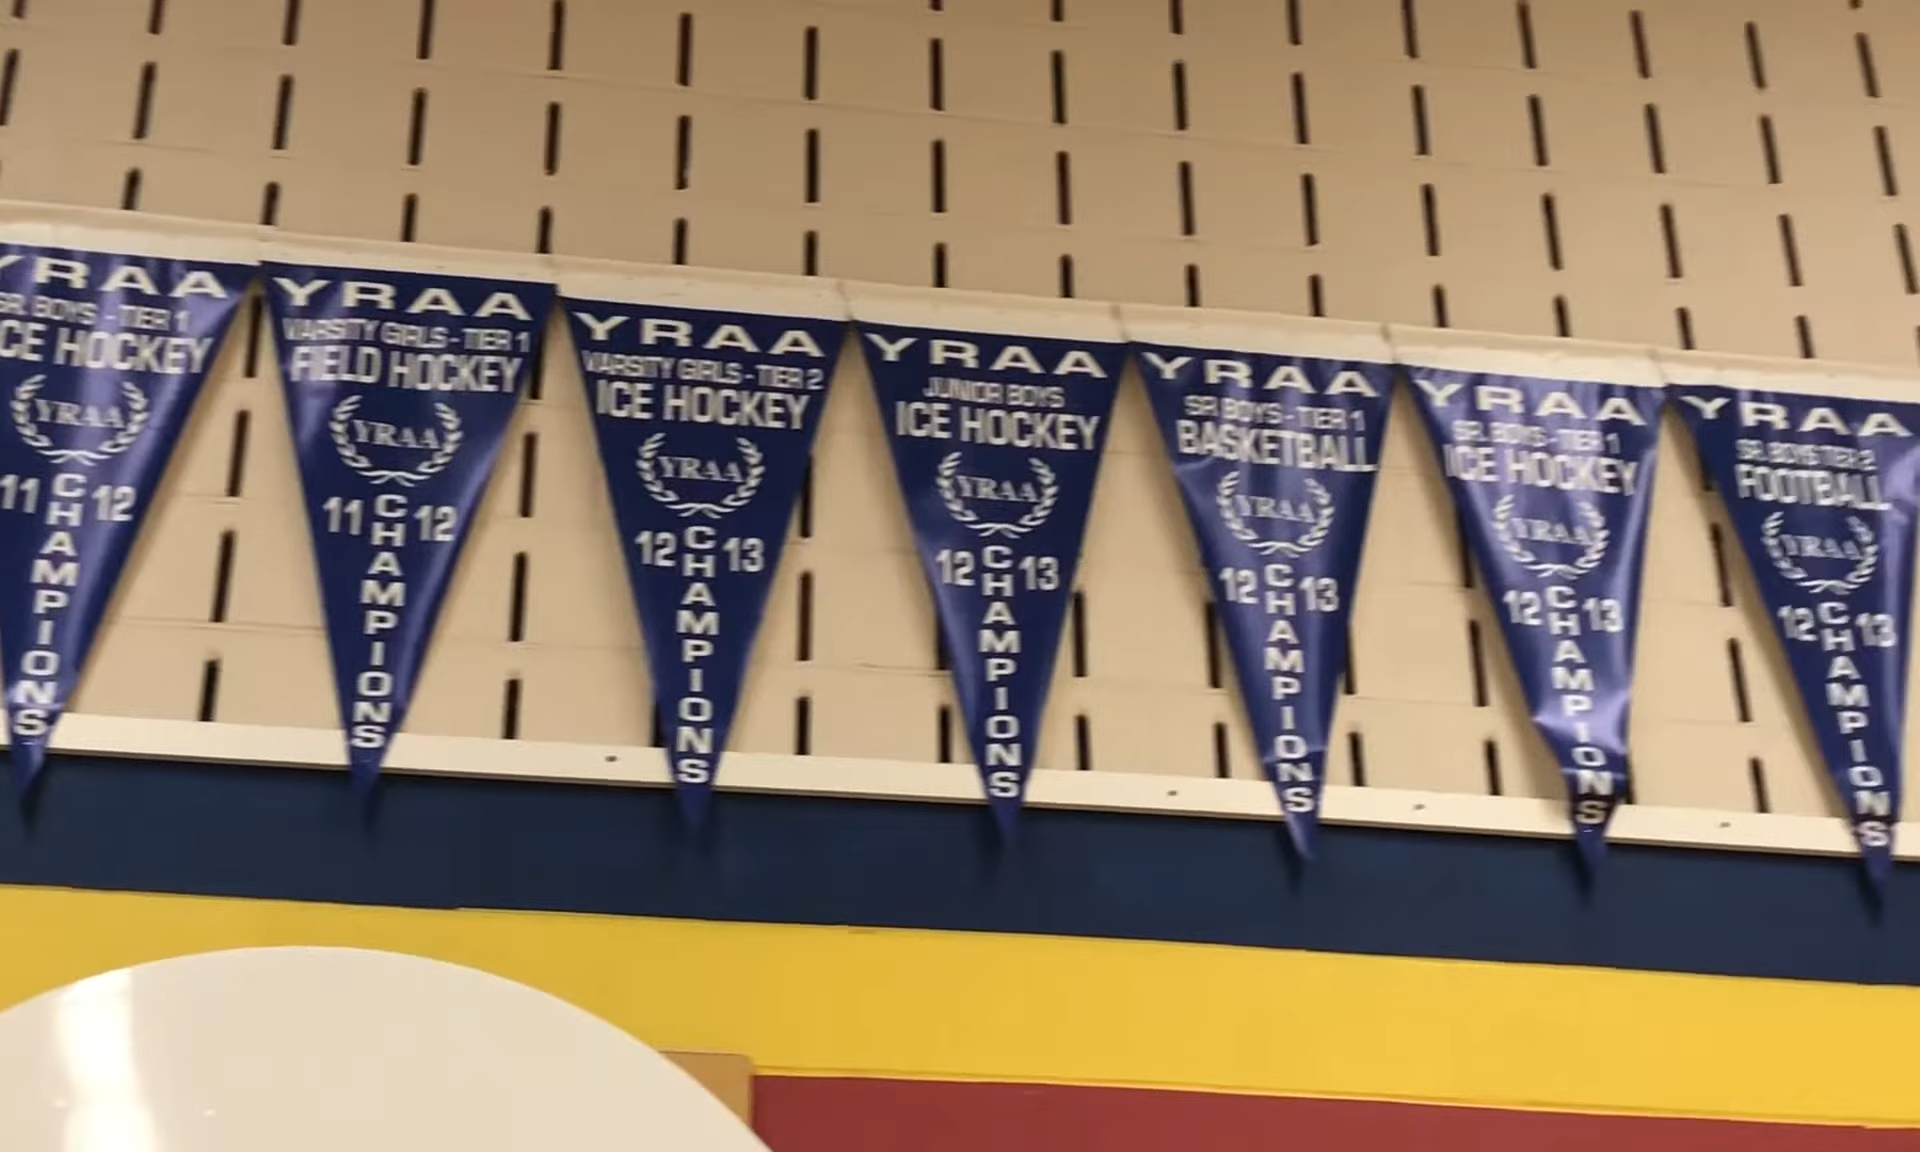 YRAA
SR. BOYS - TIER 1
ICE HOCKEY
YRAA
11 12
CHAMPIONS
YRAA
VARSITY GIRLS - TIER 1
FIELD HOCKEY
YRAA
11 12
CHAMPIONS
YRAA
VARSITY GIRLS - TIER 2
ICE HOCKEY
YRAA
12 13
CHAMPIONS
YRAA
JUNIOR BOYS
ICE HOCKEY
YRAA
12 13
CHAMPIONS
YRAA
SR. BOYS - TIER 1
BASKETBALL
YRAA
12 13
CHAMPIONS
YRAA
SR. BOYS - TIER 1
ICE HOCKEY
YRAA
12 13
CHAMPIONS
YRAA
SR. BOYS TIER 2
FOOTBALL
YRAA
12 13
CHAMPIONS